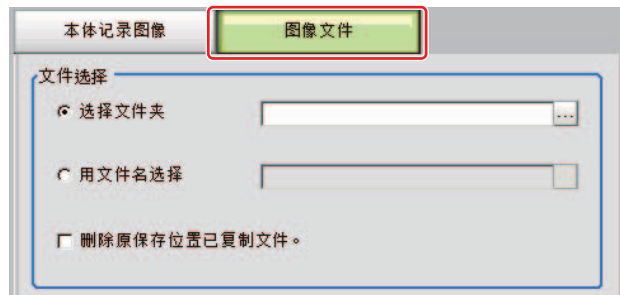 本体记录图像
图像文件
文件选择
选择文件夹
...
用文件名选择
删除原保存位置已复制文件。